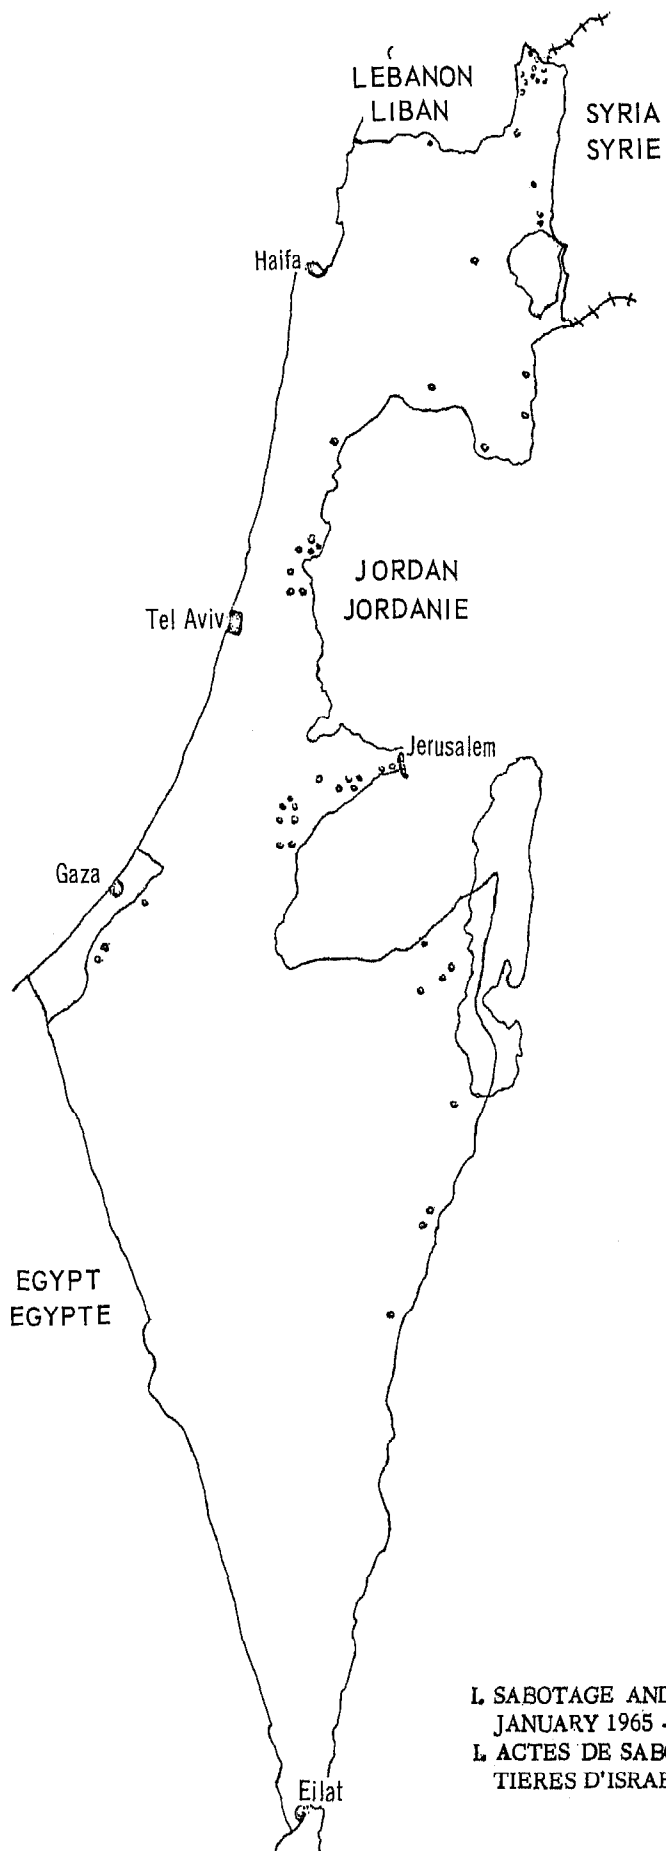 LEBANON
LIBAN
SYRIA
SYRIE
Haifa
JORDAN
JORDANIE
Tel Aviv
Jerusalem
Gaza
EGYPT
EGYPTE
I. SABOTAGE AND
JANUARY 1965 -
I. ACTES DE SABO
TIERES D'ISRAE
Eilat